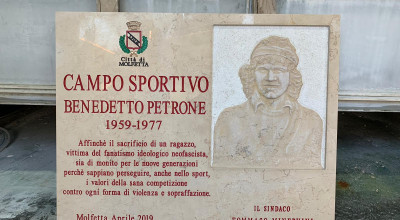 Città di
MOLFETTA
CAMPO SPORTIVO
BENEDETTO PETRONE
1959-1977
Affinché il sacrificio di un ragazzo,
vittima del fanatismo ideologico neofascista,
sia di monito per le nuove generazioni
perché sappiano perseguire, anche nello sport,
i valori della sana competizione
contro ogni forma di violenza e sopraffazione.
Molfetta Aprile 2019
IL SINDACO
TOMMASO MINERVINI